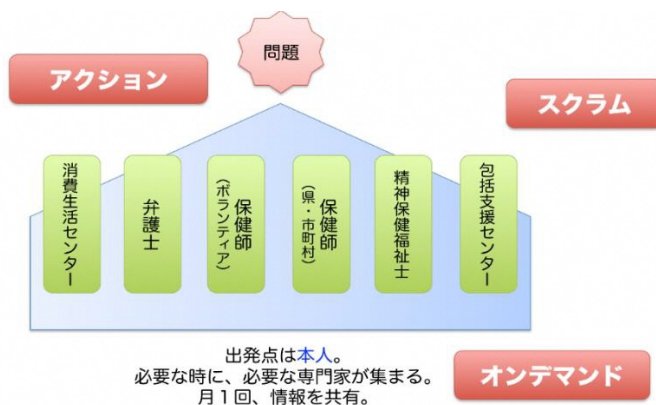 問題
アクション
スクラム
消費生活センター
弁護士
保健師
(ボランティア)
保健師
(県・市町村)
精神保健福祉士
包括支援センター
出発点は本人。
必要な時に、必要な専門家が集まる。
月1回、情報を共有。
オンデマンド